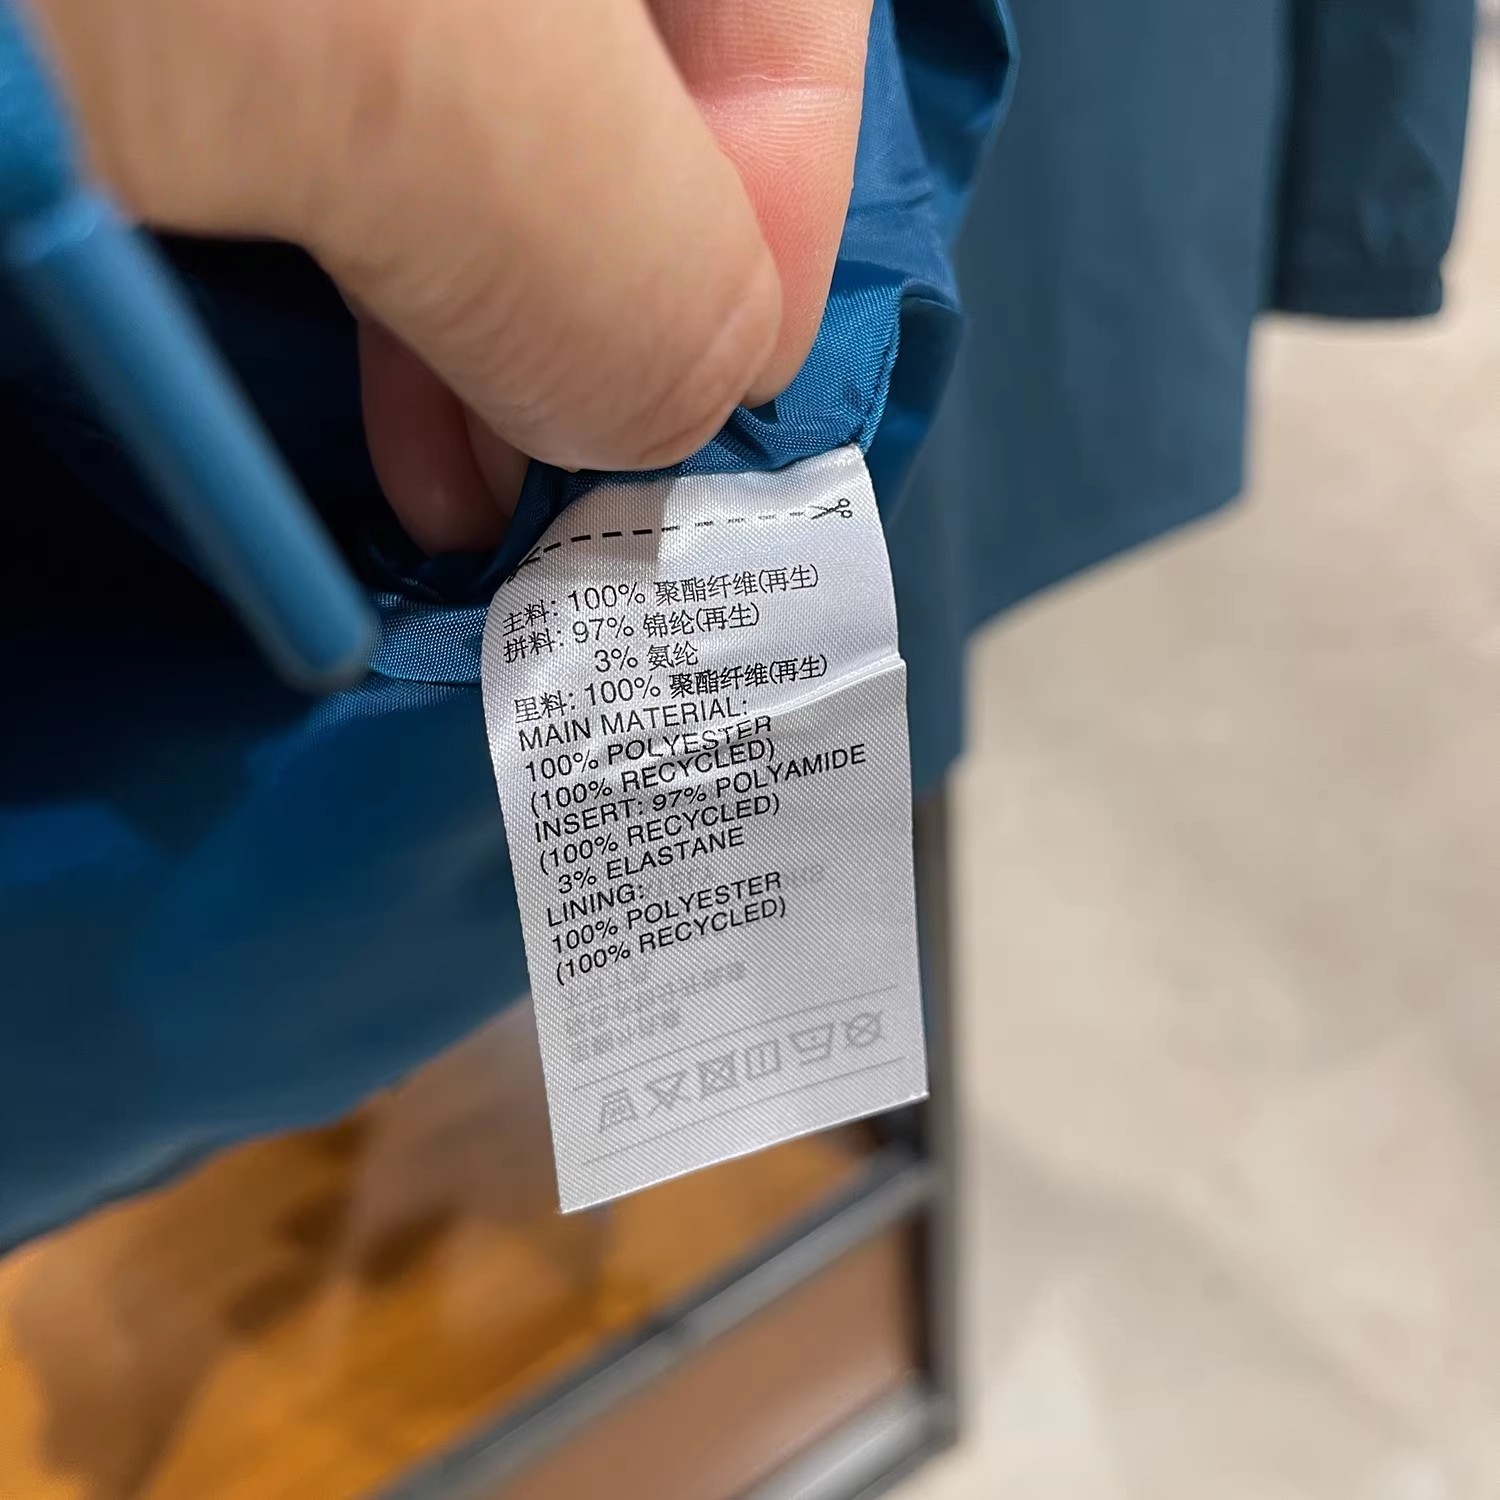 主料: 100% 聚酯纤维(再生)
拼料: 97% 锦纶(再生)
3% 氨纶
里料: 100% 聚酯纤维(再生)
MAIN MATERIAL:
100% POLYESTER
(100% RECYCLED)
INSERT: 97% POLYAMIDE
(100% RECYCLED)
3% ELASTANE
LINING:
100% POLYESTER
(100% RECYCLED)